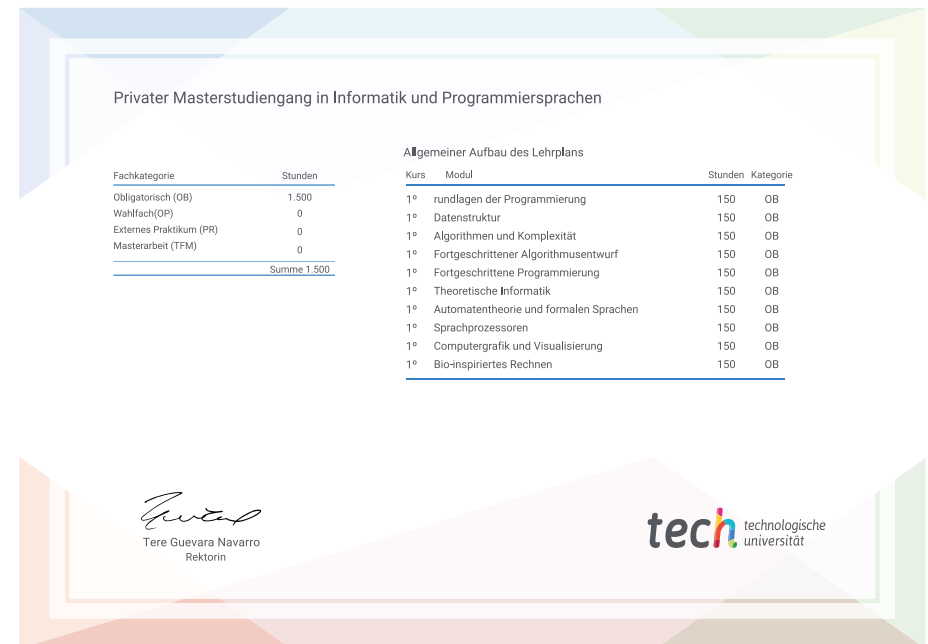 Privater Masterstudiengang in Informatik und Programmiersprachen
Fachkategorie Stunden
Obligatorisch (OB) 1.500
Wahlfach(OP) 0
Externes Praktikum (PR) 0
Masterarbeit (TFM) 0
Summe 1.500
Allgemeiner Aufbau des Lehrplans
Kurs Modul Stunden Kategorie
1º rundlagen der Programmierung 150 OB
1º Datenstruktur 150 OB
1º Algorithmen und Komplexität 150 OB
1º Fortgeschrittener Algorithmusentwurf 150 OB
1º Fortgeschrittene Programmierung 150 OB
1º Theoretische Informatik 150 OB
1º Automatentheorie und formalen Sprachen 150 OB
1º Sprachprozessoren 150 OB
1º Computergrafik und Visualisierung 150 OB
1º Bio-inspiriertes Rechnen 150 OB
Tere Guevara Navarro
Rektorin
tech technologische
universität